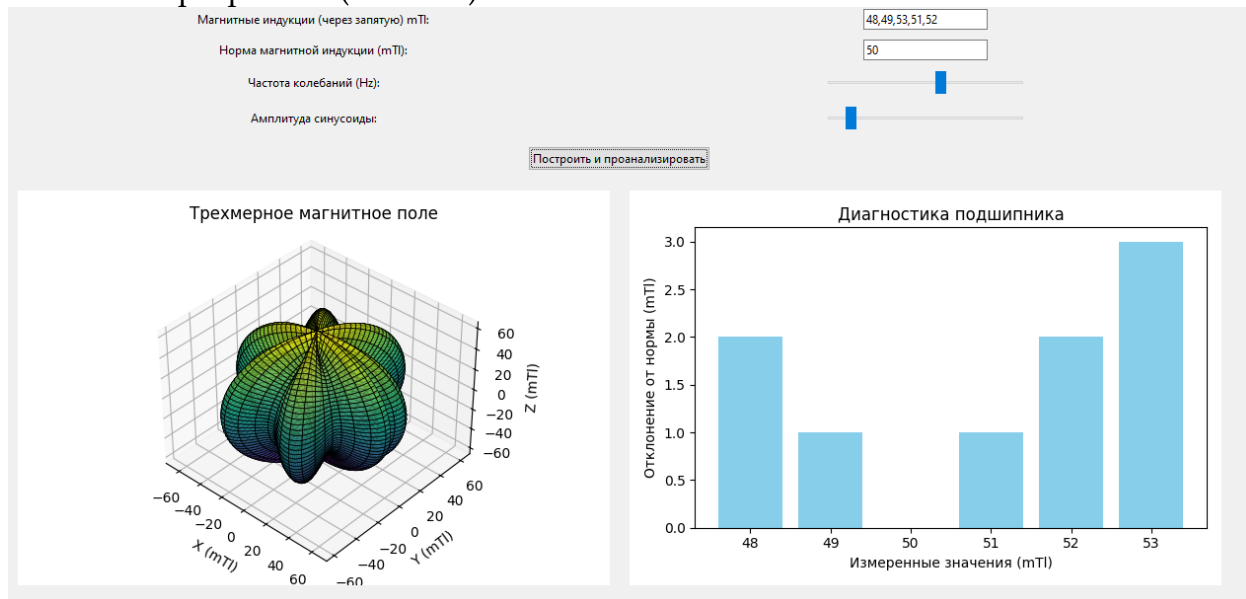 Магнитные индукции (через запятую) mTl:
48,49,53,51,52
Норма магнитной индукции (mTl):
50
Частота колебаний (Hz):
Амплитуда синусоиды:
Построить и проанализировать
Трехмерное магнитное поле
60
40
20
0
−20
−40
−60
Z (mTl)
−60
−40
−20
0
20
40
60
X (mTl)
−60
−40
−20
0
20
40
60
Y (mTl)
Диагностика подшипника
3.0
2.5
2.0
1.5
1.0
0.5
0.0
Отклонение от нормы (mTl)
48 49 50 51 52 53
Измеренные значения (mTl)